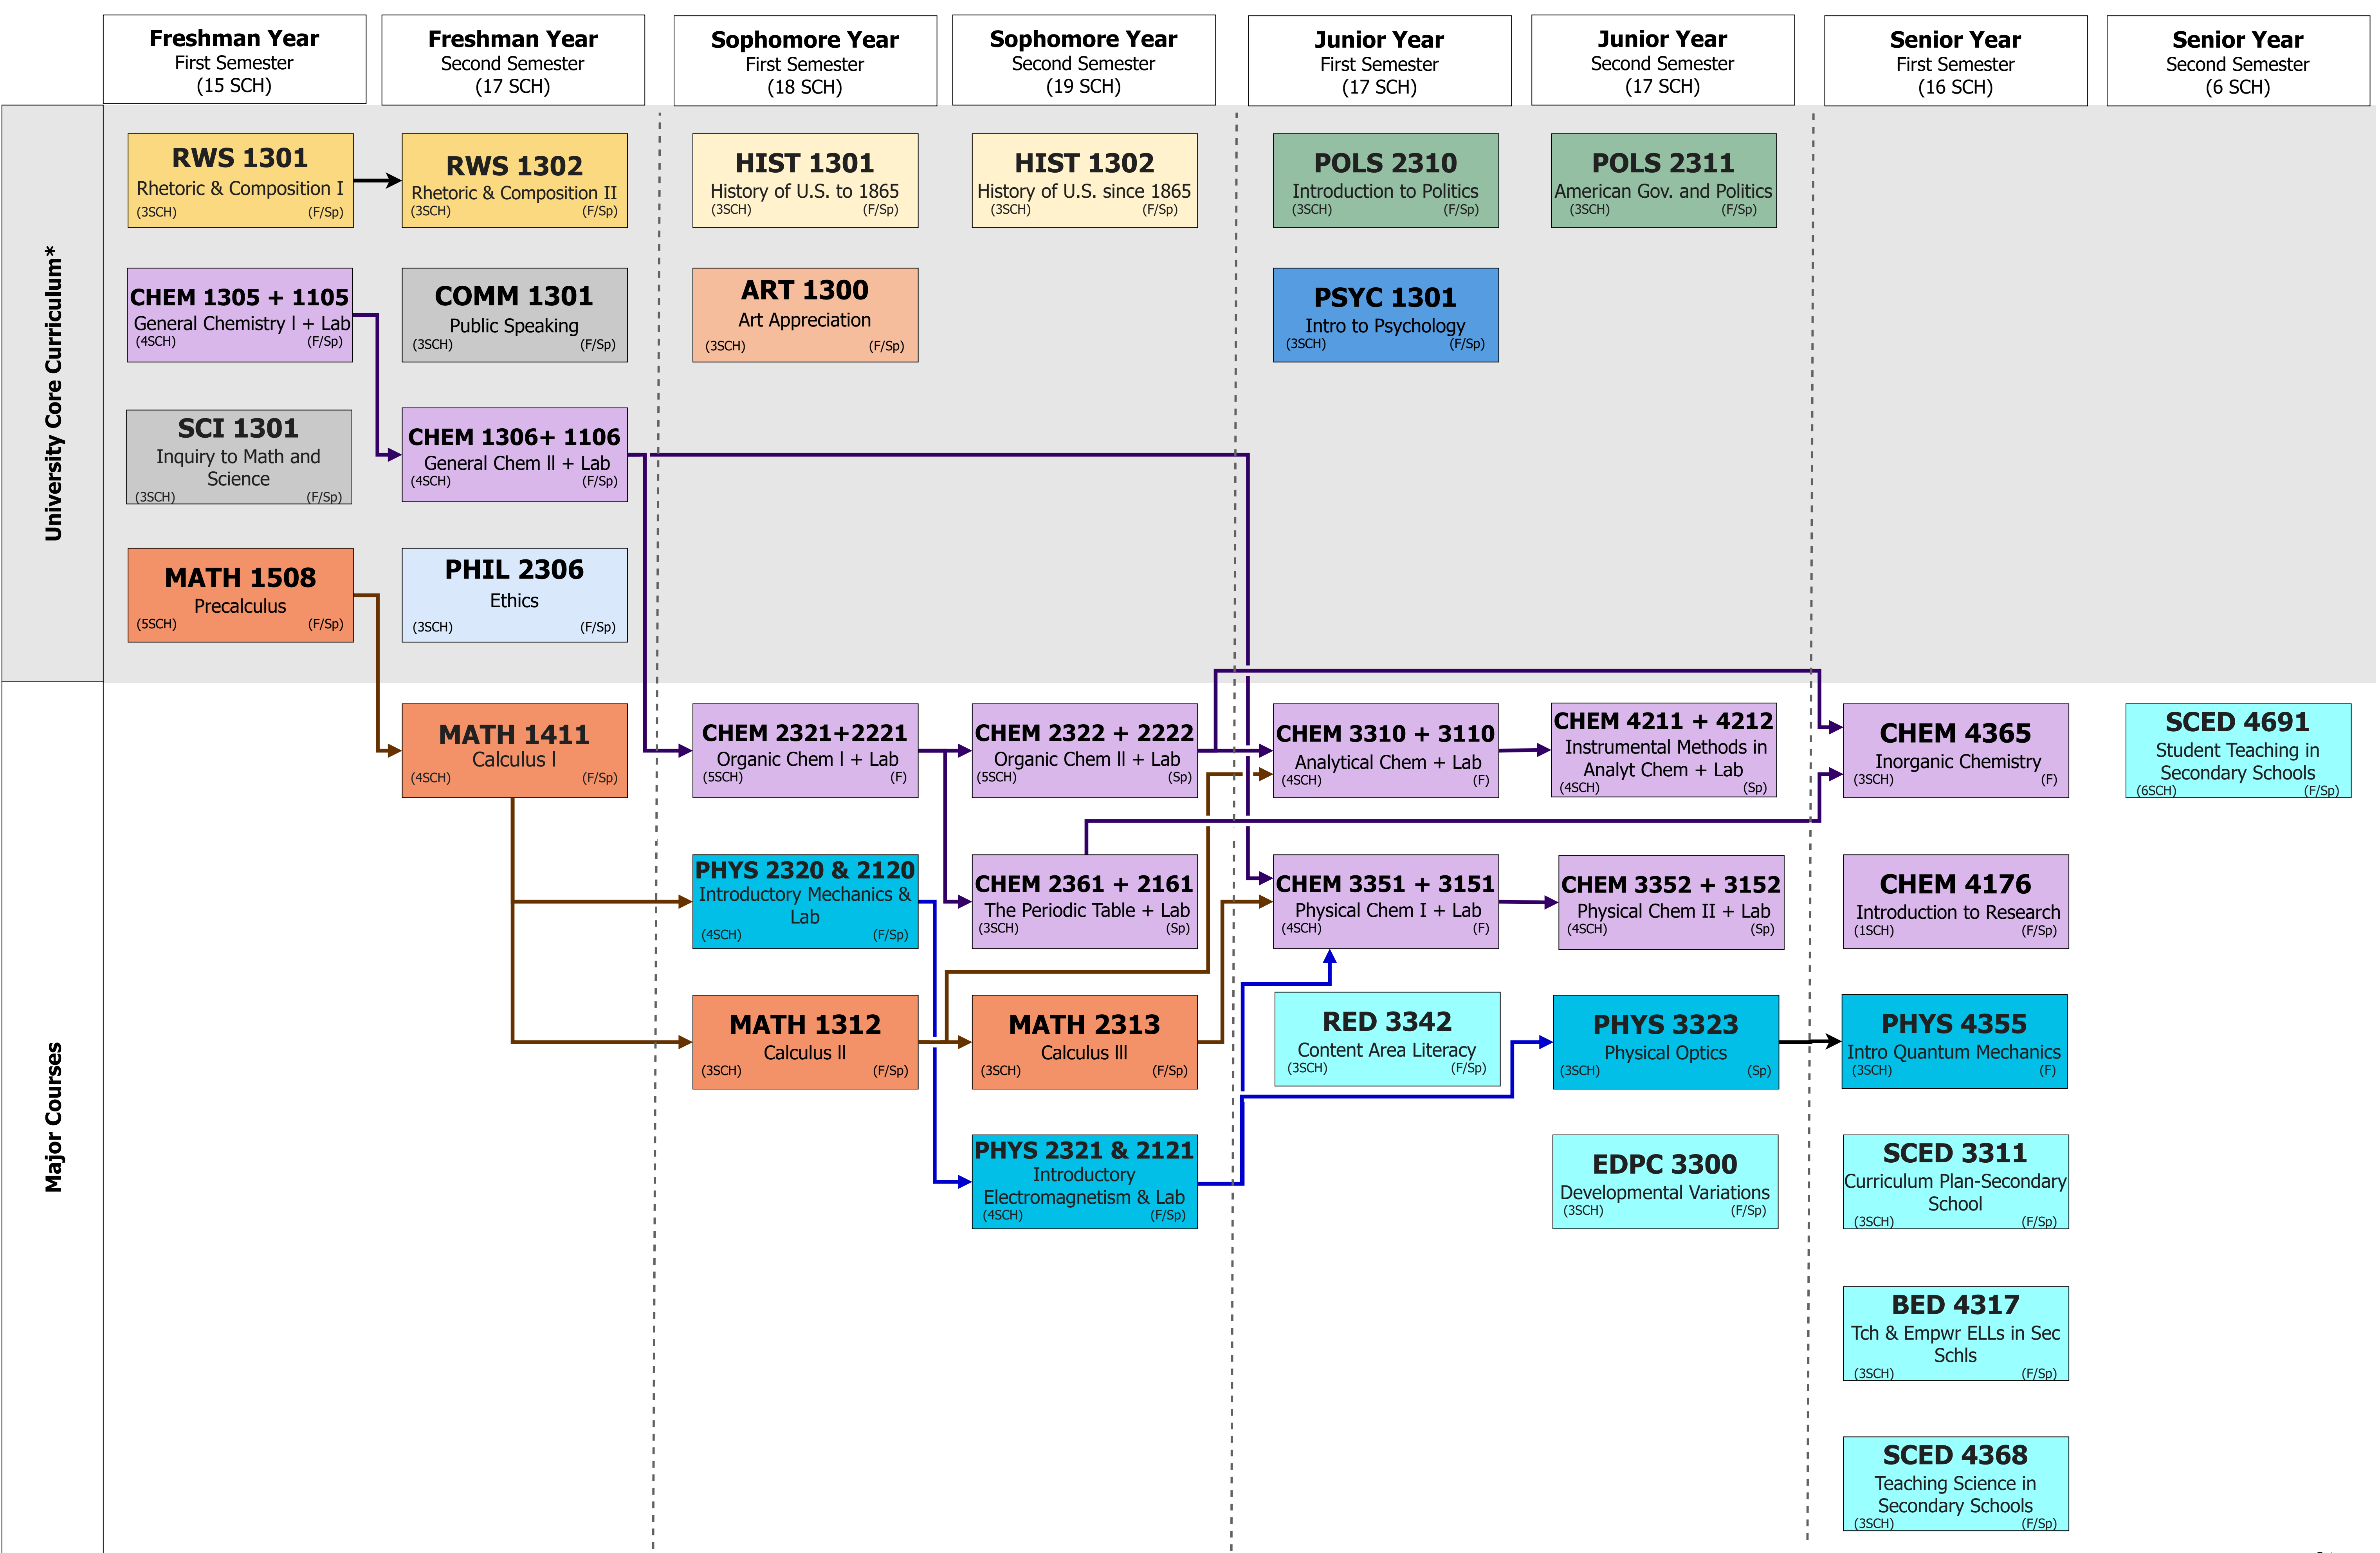 Freshman Year
First Semester
(15 SCH)
Freshman Year
Second Semester
(17 SCH)
Sophomore Year
First Semester
(18 SCH)
Sophomore Year
Second Semester
(19 SCH)
Junior Year
First Semester
(17 SCH)
Junior Year
Second Semester
(17 SCH)
Senior Year
First Semester
(16 SCH)
Senior Year
Second Semester
(6 SCH)
University Core Curriculum*
RWS 1301
Rhetoric & Composition I
(3SCH) (F/Sp)
RWS 1302
Rhetoric & Composition II
(3SCH) (F/Sp)
HIST 1301
History of U.S. to 1865
(3SCH) (F/Sp)
HIST 1302
History of U.S. since 1865
(3SCH) (F/Sp)
POLS 2310
Introduction to Politics
(3SCH) (F/Sp)
POLS 2311
American Gov. and Politics
(3SCH) (F/Sp)
CHEM 1305 + 1105
General Chemistry l + Lab
(4SCH) (F/Sp)
COMM 1301
Public Speaking
(3SCH) (F/Sp)
ART 1300
Art Appreciation
(3SCH) (F/Sp)
PSYC 1301
Intro to Psychology
(3SCH) (F/Sp)
SCI 1301
Inquiry to Math and
Science
(3SCH) (F/Sp)
CHEM 1306+ 1106
General Chem ll + Lab
(4SCH) (F/Sp)
MATH 1508
Precalculus
(5SCH) (F/Sp)
PHIL 2306
Ethics
(3SCH) (F/Sp)
Major Courses
MATH 1411
Calculus l
(4SCH) (F/Sp)
CHEM 2321+2221
Organic Chem l + Lab
(5SCH) (F)
CHEM 2322 + 2222
Organic Chem ll + Lab
(5SCH) (Sp)
CHEM 3310 + 3110
Analytical Chem + Lab
(4SCH) (F)
CHEM 4211 + 4212
Instrumental Methods in
Analyt Chem + Lab
(4SCH) (Sp)
CHEM 4365
Inorganic Chemistry
(3SCH) (F)
SCED 4691
Student Teaching in
Secondary Schools
(6SCH) (F/Sp)
PHYS 2320 & 2120
Introductory Mechanics &
Lab
(4SCH) (F/Sp)
CHEM 2361 + 2161
The Periodic Table + Lab
(3SCH) (Sp)
CHEM 3351 + 3151
Physical Chem I + Lab
(4SCH) (F)
CHEM 3352 + 3152
Physical Chem II + Lab
(4SCH) (Sp)
CHEM 4176
Introduction to Research
(1SCH) (F/Sp)
MATH 1312
Calculus ll
(3SCH) (F/Sp)
MATH 2313
Calculus lll
(3SCH) (F/Sp)
RED 3342
Content Area Literacy
(3SCH) (F/Sp)
PHYS 3323
Physical Optics
(3SCH) (Sp)
PHYS 4355
Intro Quantum Mechanics
(3SCH) (F)
PHYS 2321 & 2121
Introductory
Electromagnetism & Lab
(4SCH) (F/Sp)
EDPC 3300
Developmental Variations
(3SCH) (F/Sp)
SCED 3311
Curriculum Plan-Secondary
School
(3SCH) (F/Sp)
BED 4317
Tch & Empwr ELLs in Sec
Schls
(3SCH) (F/Sp)
SCED 4368
Teaching Science in
Secondary Schools
(3SCH) (F/Sp)